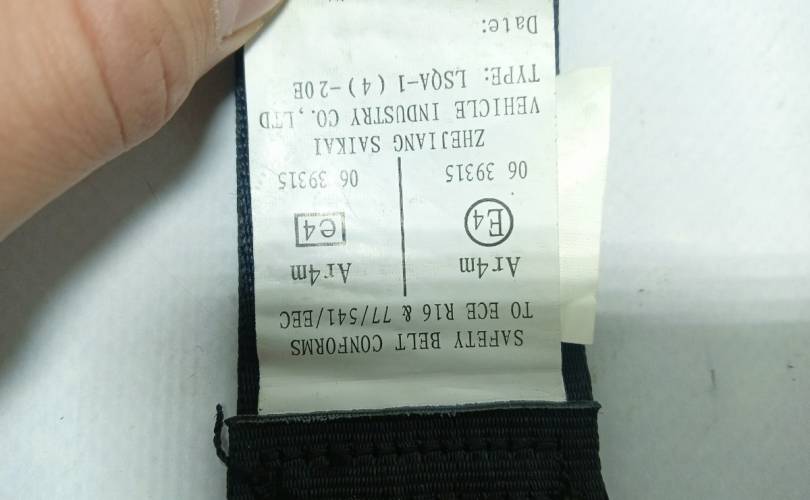 SAFETY BELT CONFORMS
TO ECE R16 & 77/541/EEC
Ar4m Ar4m
E4 e4
06 39315 06 39315
ZHEJIANG SAIKAI
VEHICLE INDUSTRY CO.,LTD
TYPE: LSQA-1(4)-20E
Date: